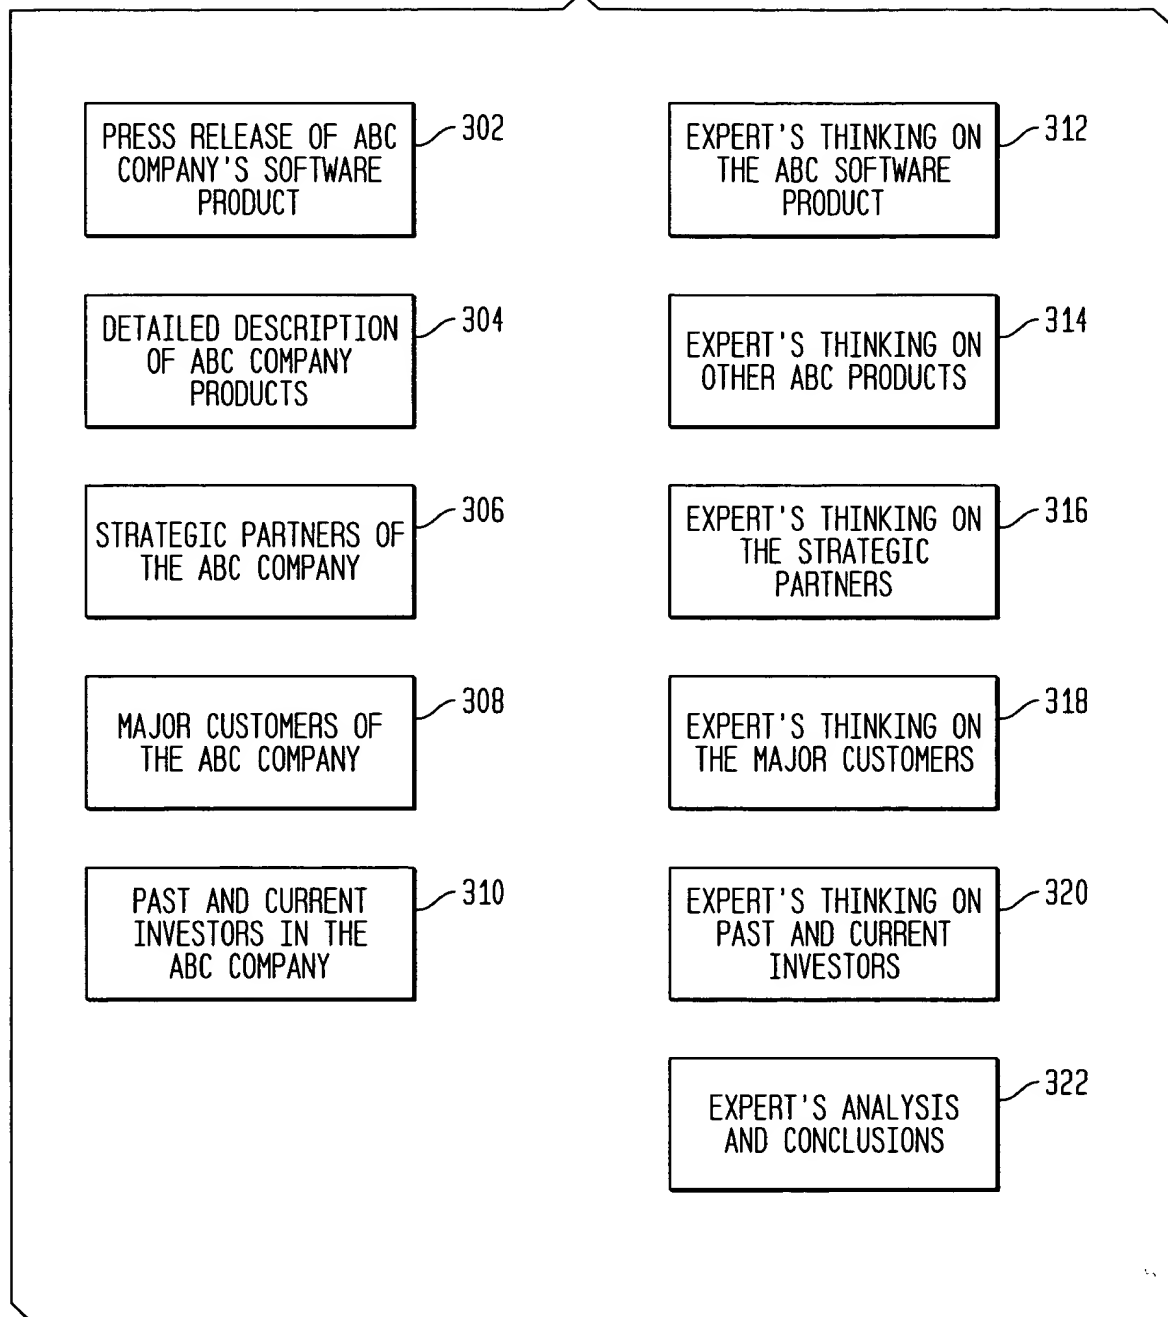 PRESS RELEASE OF ABC
COMPANY'S SOFTWARE
PRODUCT
302
DETAILED DESCRIPTION
OF ABC COMPANY
PRODUCTS
304
STRATEGIC PARTNERS OF
THE ABC COMPANY
306
MAJOR CUSTOMERS OF
THE ABC COMPANY
308
PAST AND CURRENT
INVESTORS IN THE
ABC COMPANY
310
EXPERT'S THINKING ON
THE ABC SOFTWARE
PRODUCT
312
EXPERT'S THINKING ON
OTHER ABC PRODUCTS
314
EXPERT'S THINKING ON
THE STRATEGIC
PARTNERS
316
EXPERT'S THINKING ON
THE MAJOR CUSTOMERS
318
EXPERT'S THINKING ON
PAST AND CURRENT
INVESTORS
320
EXPERT'S ANALYSIS
AND CONCLUSIONS
322